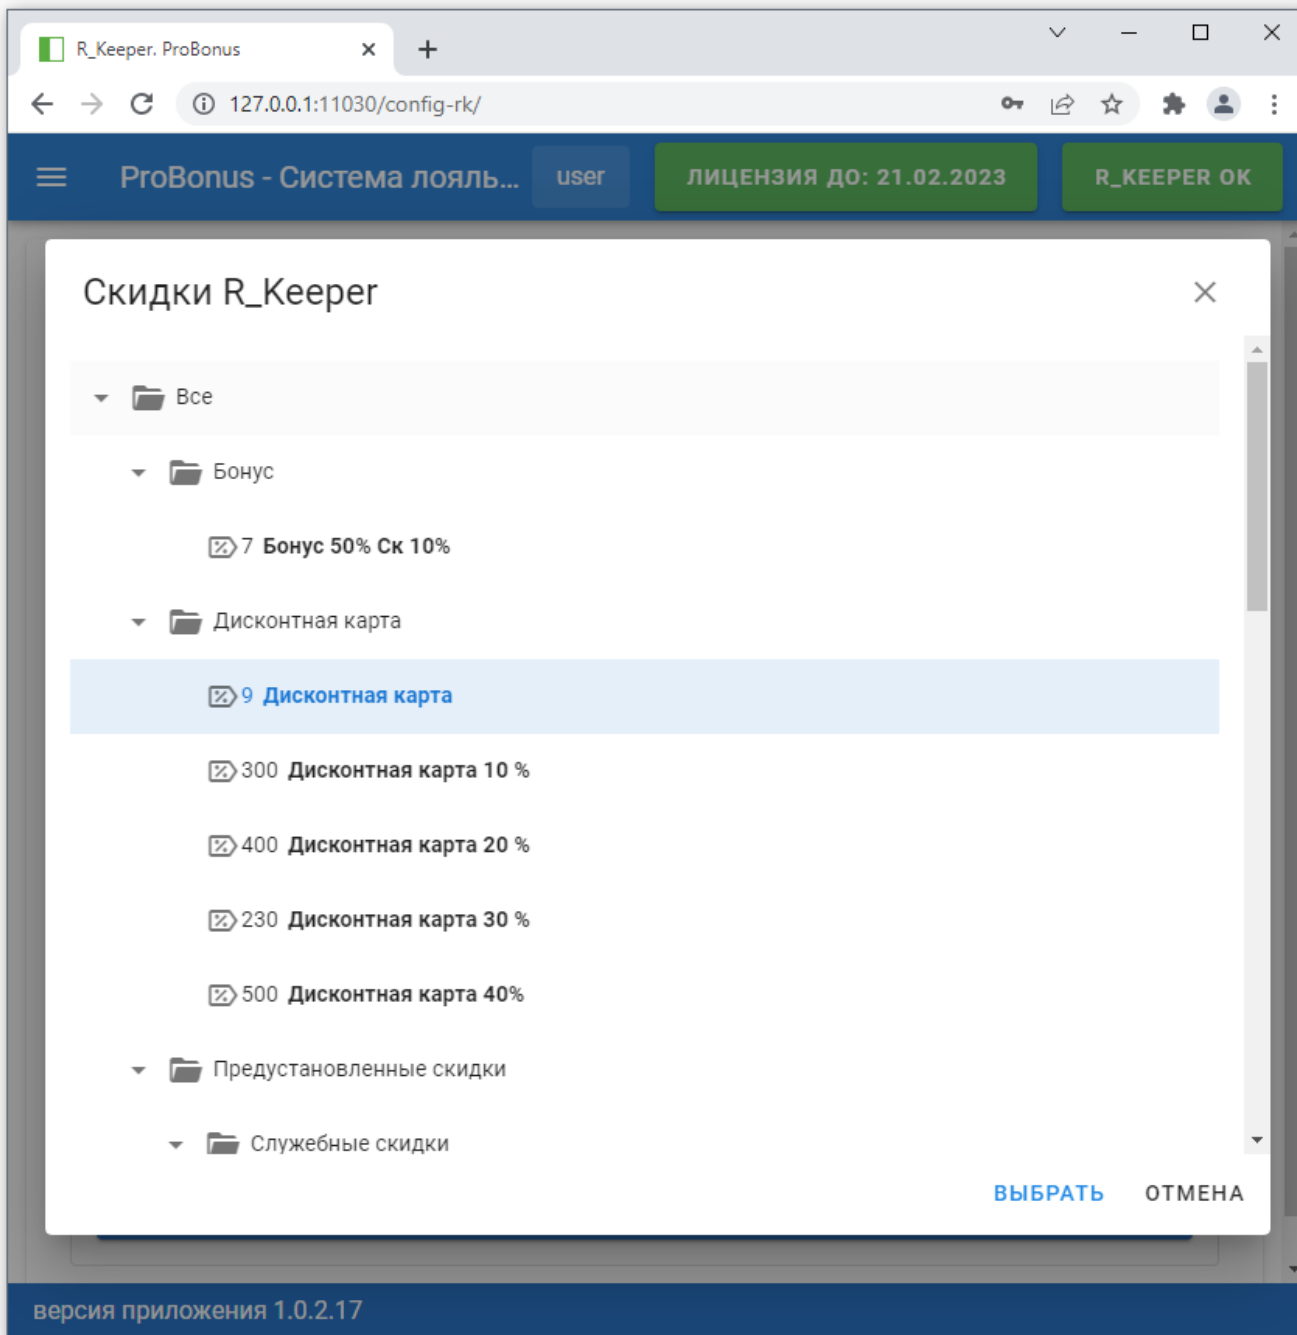 R_Keeper. ProBonus
127.0.0.1:11030/config-rk/
ProBonus - Система лояль...
user
ЛИЦЕНЗИЯ ДО: 21.02.2023
R_KEEPER OK
Скидки R_Keeper
Все
Бонус
7 Бонус 50% Ск 10%
Дисконтная карта
9 Дисконтная карта
300 Дисконтная карта 10 %
400 Дисконтная карта 20 %
230 Дисконтная карта 30 %
500 Дисконтная карта 40%
Предустановленные скидки
Служебные скидки
ВЫБРАТЬ
ОТМЕНА
версия приложения 1.0.2.17